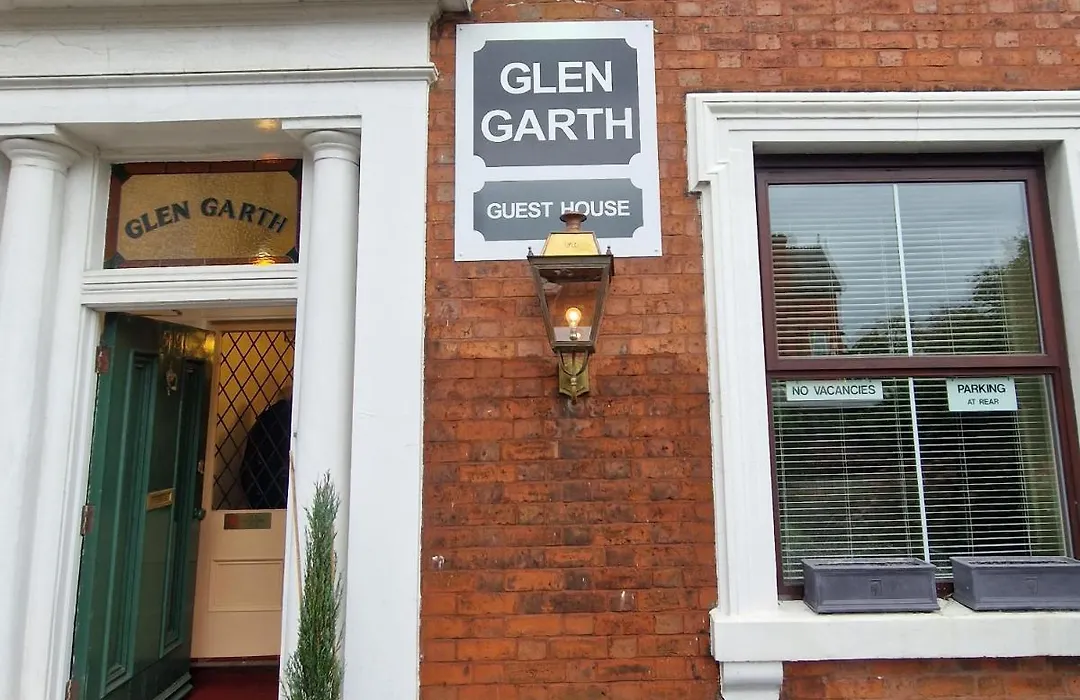 GLEN
GARTH
GUEST HOUSE
GLEN GARTH
NO VACANCIES
PARKING
AT REAR